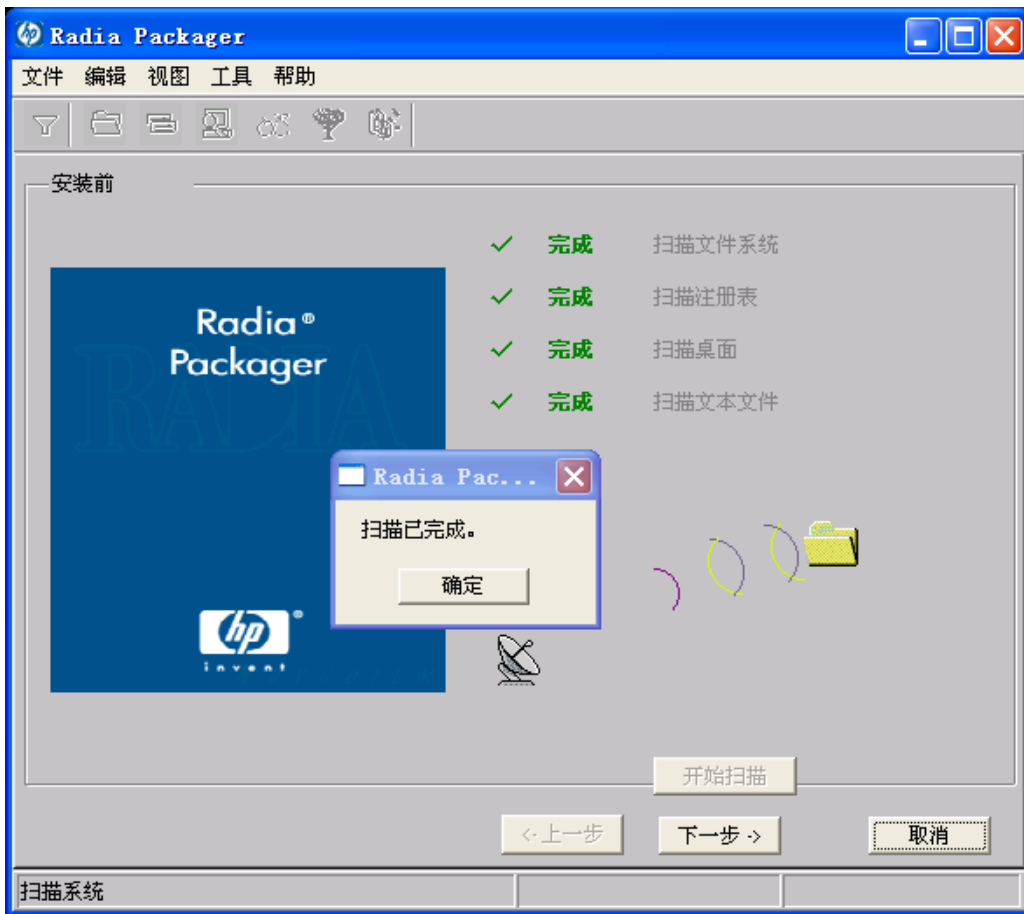 Radia Packager
文件 编辑 视图 工具 帮助
安装前
完成 扫描文件系统
完成 扫描注册表
完成 扫描桌面
完成 扫描文本文件
Radia®
Packager
RADIA
Radia Pac...
扫描已完成。
确定
hp®
invent
开始扫描
<-上一步
下一步->
取消
扫描系统